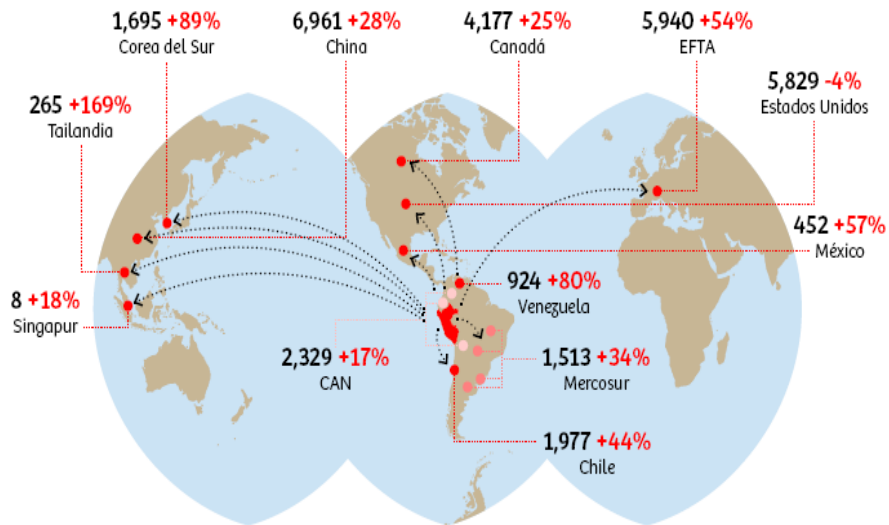 1,695 +89%
Corea del Sur
6,961 +28%
China
4,177 +25%
Canadá
5,940 +54%
EFTA
5,829 -4%
Estados Unidos
265 +169%
Tailandia
452 +57%
México
8 +18%
Singapur
924 +80%
Venezuela
2,329 +17%
CAN
1,513 +34%
Mercosur
1,977 +44%
Chile